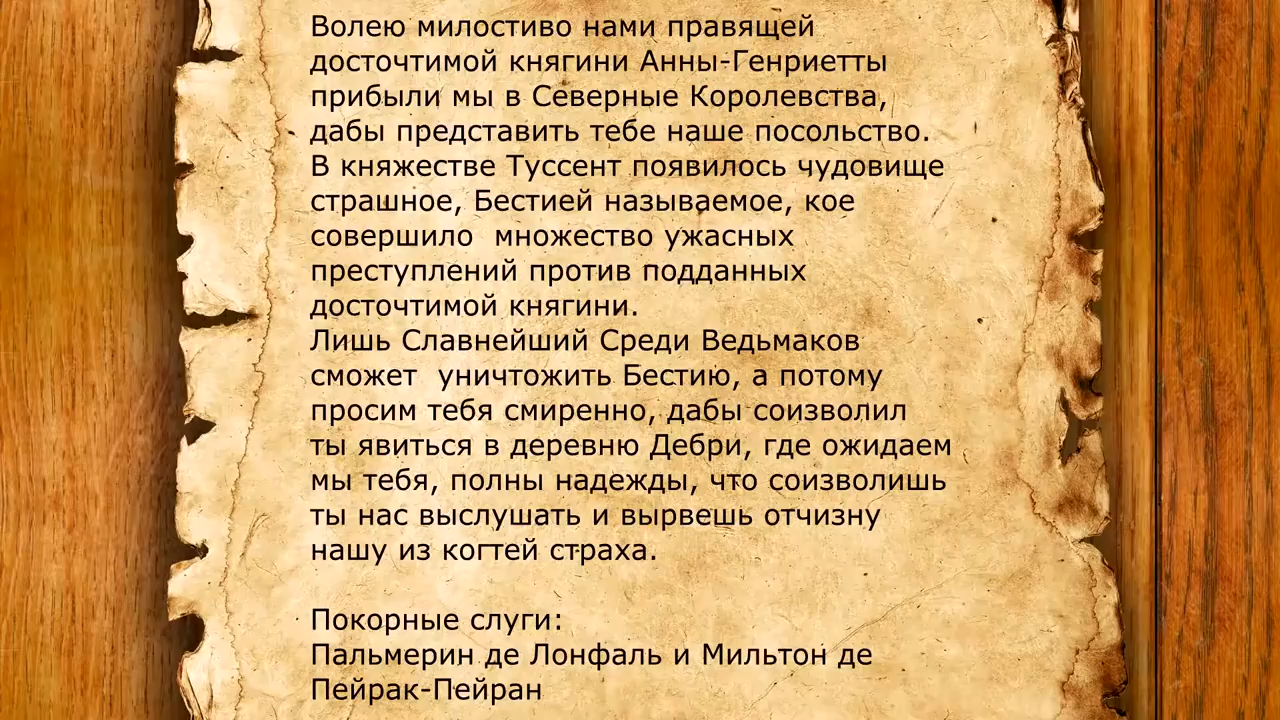 Волею милостиво нами правящей
досточтимой княгини Анны-Генриетты
прибыли мы в Северные Королевства,
дабы представить тебе наше посольство.
В княжестве Туссент появилось чудовище
страшное, Бестией называемое, кое
совершило  множество ужасных
преступлений против подданных
досточтимой княгини.
Лишь Славнейший Среди Ведьмаков
сможет  уничтожить Бестию, а потому
просим тебя смиренно, дабы соизволил
ты явиться в деревню Дебри, где ожидаем
мы тебя, полны надежды, что соизволишь
ты нас выслушать и вырвешь отчизну
нашу из когтей страха.

Покорные слуги:
Пальмерин де Лонфаль и Мильтон де
Пейрак-Пейран